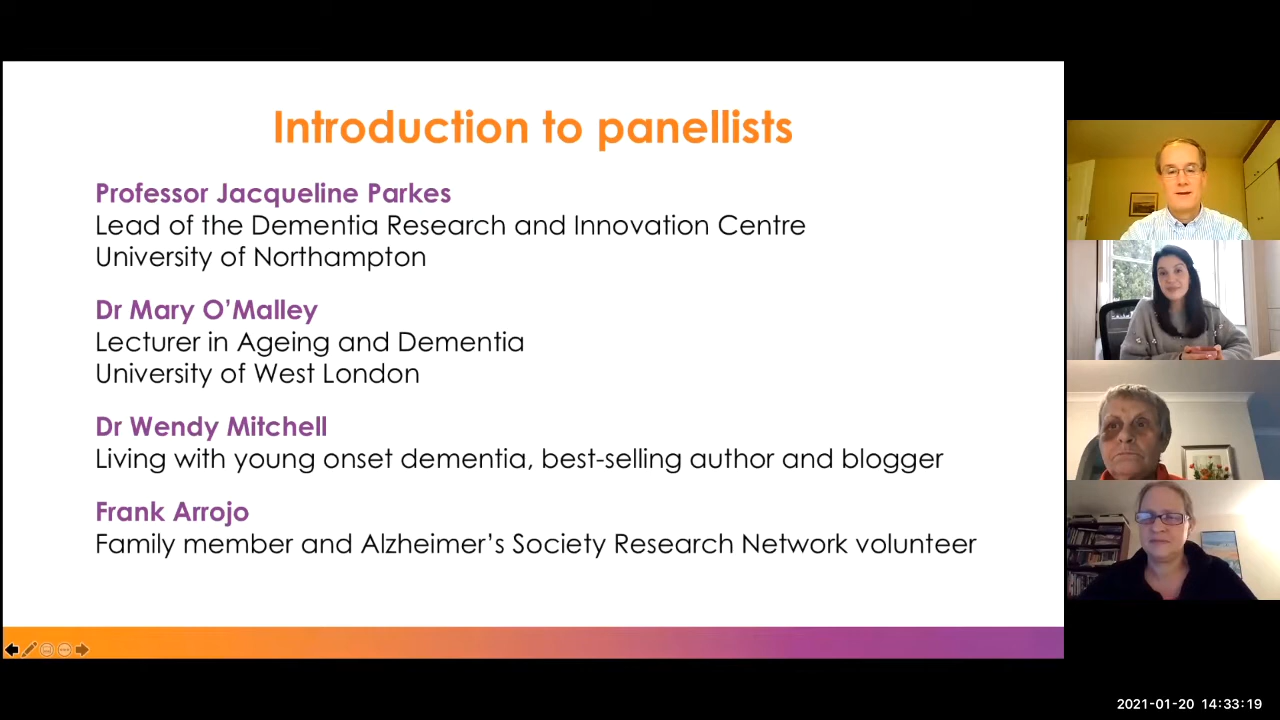 Introduction to panellists
Professor Jacqueline Parkes
Lead of the Dementia Research and Innovation Centre
University of Northampton
Dr Mary O’Malley
Lecturer in Ageing and Dementia
University of West London
Dr Wendy Mitchell
Living with young onset dementia, best-selling author and blogger
Frank Arrojo
Family member and Alzheimer’s Society Research Network volunteer
2021-01-20 14:33:19